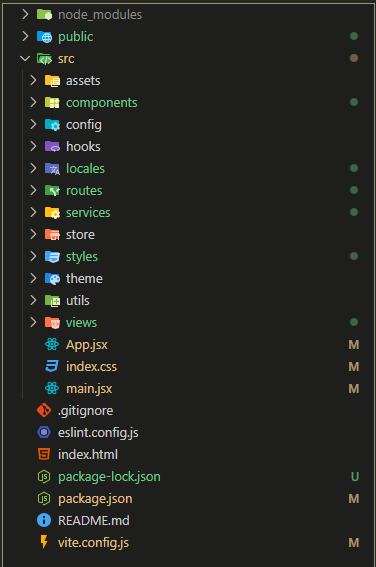 node_modules
public
src
assets
components
config
hooks
locales
routes
services
store
styles
theme
utils
views
App.jsx M
index.css M
main.jsx M
.gitignore
eslint.config.js
index.html
package-lock.json U
package.json M
README.md
vite.config.js M